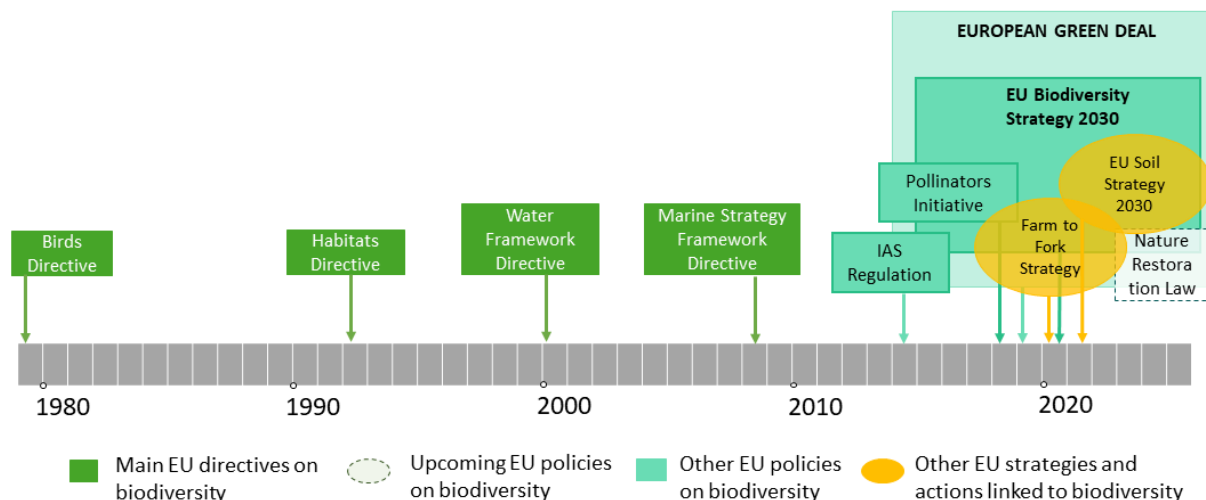 EUROPEAN GREEN DEAL
EU Biodiversity
Strategy 2030
EU Soil
Strategy
2030
Pollinators
Initiative
Farm to
Fork
Strategy
Nature
Restora
tion Law
IAS
Regulation
Marine Strategy
Framework
Directive
Water
Framework
Directive
Habitats
Directive
Birds
Directive
1980
1990
2000
2010
2020
Main EU directives on
biodiversity
Upcoming EU policies
on biodiversity
Other EU policies
on biodiversity
Other EU strategies and
actions linked to biodiversity